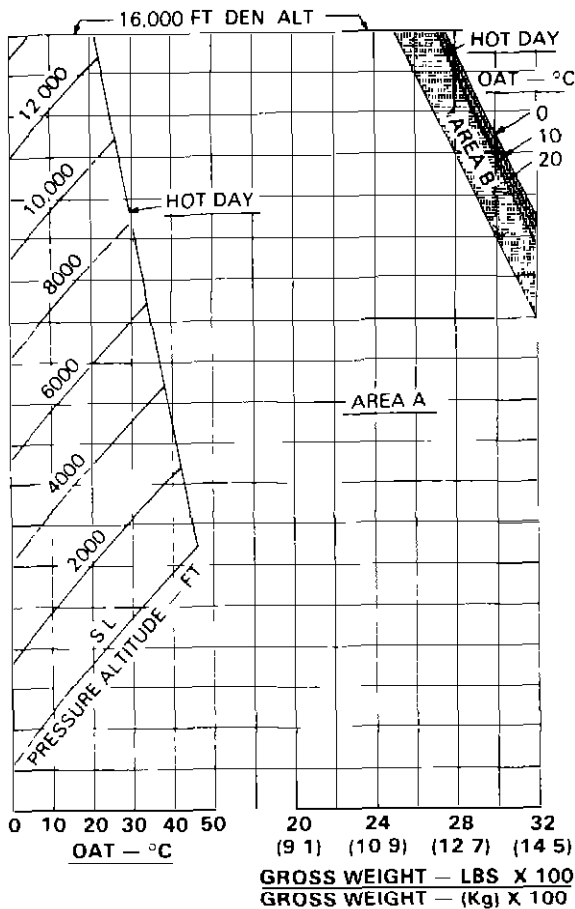 16,000 FT DEN ALT
HOT DAY
OAT — °C
0
10
20
AREA B
12,000
10,000
HOT DAY
8000
6000
AREA A
4000
2000
S L
PRESSURE ALTITUDE — FT
0 10 20 30 40 50 20 24 28 32
(9 1) (10 9) (12 7) (14 5)
OAT — °C
GROSS WEIGHT — LBS X 100
GROSS WEIGHT — (Kg) X 100